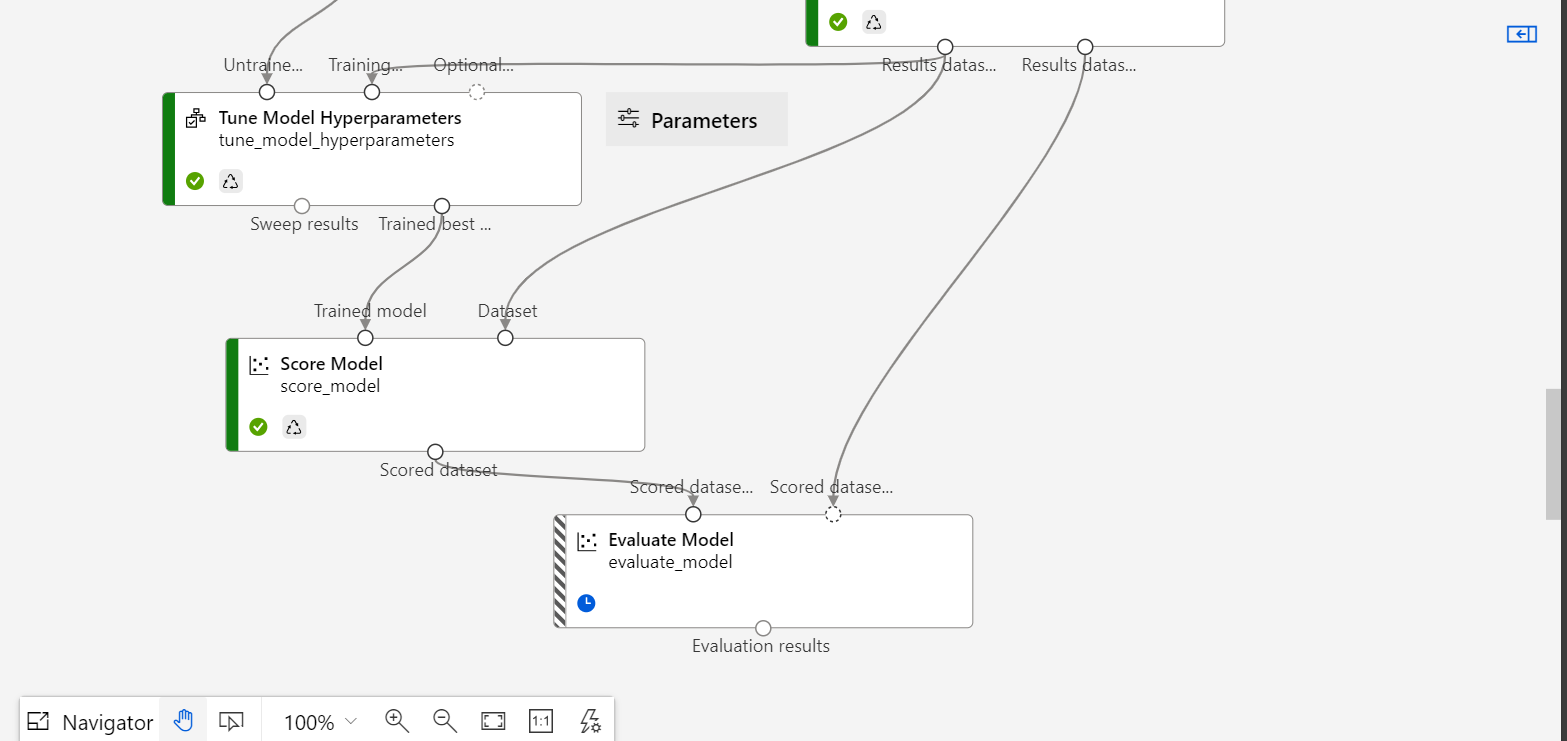 Untraine... Training... Optional... Results datas... Results datas...
Tune Model Hyperparameters
tune_model_hyperparameters
Parameters
Sweep results Trained best ...
Trained model Dataset
Score Model
score_model
Scored dataset
Scored datase... Scored datase...
Evaluate Model
evaluate_model
Evaluation results
Navigator 100% 1:1